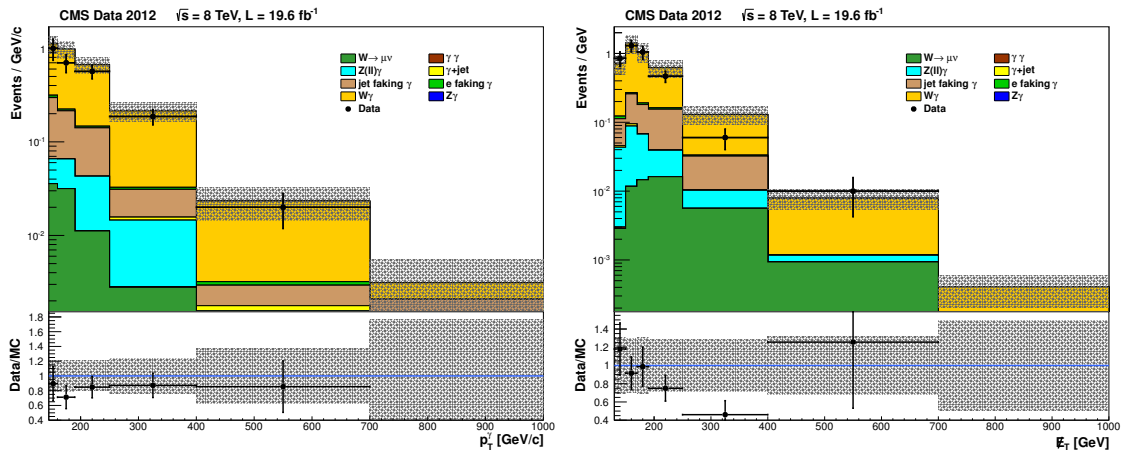 CMS Data 2012 √s = 8 TeV, L = 19.6 fb⁻¹
Events / GeV/c
W→ μν
Z(ll)γ
jet faking γ
Wγ
γ γ
γ+jet
e faking γ
Zγ
Data
1
10⁻¹
10⁻²
Data/MC
1.8
1.6
1.4
1.2
1.0
0.8
0.6
0.4
200 300 400 500 600 700 800 900 1000
p_T^γ [GeV/c]
CMS Data 2012 √s = 8 TeV, L = 19.6 fb⁻¹
Events / GeV
W→ μν
Z(ll)γ
jet faking γ
Wγ
γ γ
γ+jet
e faking γ
Zγ
Data
1
10⁻¹
10⁻²
10⁻³
Data/MC
1.4
1.2
1
0.8
0.6
0.4
200 300 400 500 600 700 800 900 1000
E̸_T [GeV]